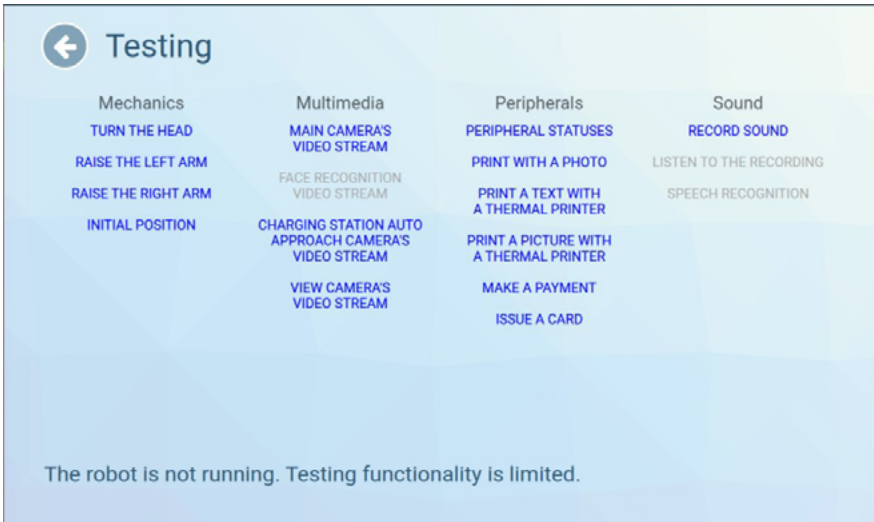 Testing
Mechanics
TURN THE HEAD
RAISE THE LEFT ARM
RAISE THE RIGHT ARM
INITIAL POSITION
Multimedia
MAIN CAMERA'S
VIDEO STREAM
FACE RECOGNITION
VIDEO STREAM
CHARGING STATION AUTO
APPROACH CAMERA'S
VIDEO STREAM
VIEW CAMERA'S
VIDEO STREAM
Peripherals
PERIPHERAL STATUSES
PRINT WITH A PHOTO
PRINT A TEXT WITH
A THERMAL PRINTER
PRINT A PICTURE WITH
A THERMAL PRINTER
MAKE A PAYMENT
ISSUE A CARD
Sound
RECORD SOUND
LISTEN TO THE RECORDING
SPEECH RECOGNITION
The robot is not running. Testing functionality is limited.